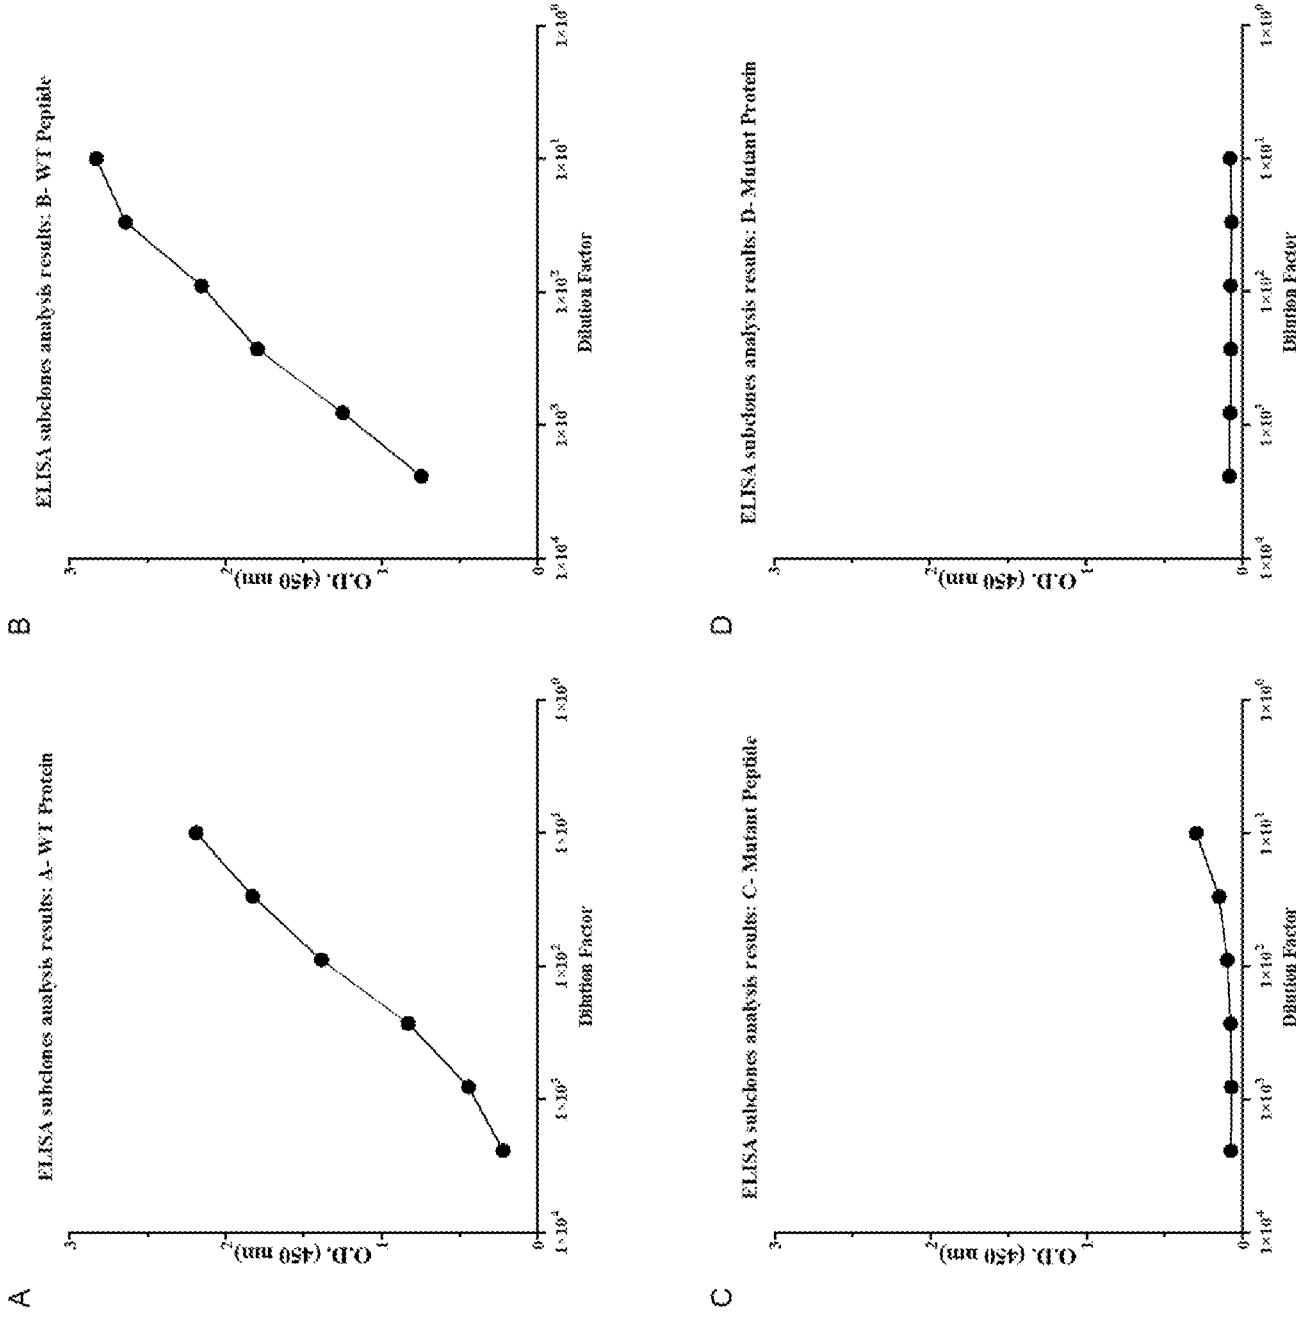 A
ELISA subclones analysis results: A- WT Protein
O.D. (450 nm)
3
2
1
0
1×10⁴
1×10³
1×10²
1×10¹
1×10⁰
Dilution Factor
B
ELISA subclones analysis results: B- WT Peptide
O.D. (450 nm)
3
2
1
0
1×10⁴
1×10³
1×10²
1×10¹
1×10⁰
Dilution Factor
C
ELISA subclones analysis results: C- Mutant Peptide
O.D. (450 nm)
3
2
1
0
1×10⁴
1×10³
1×10²
1×10¹
1×10⁰
Dilution Factor
D
ELISA subclones analysis results: D- Mutant Protein
O.D. (450 nm)
3
2
1
0
1×10⁴
1×10³
1×10²
1×10¹
1×10⁰
Dilution Factor